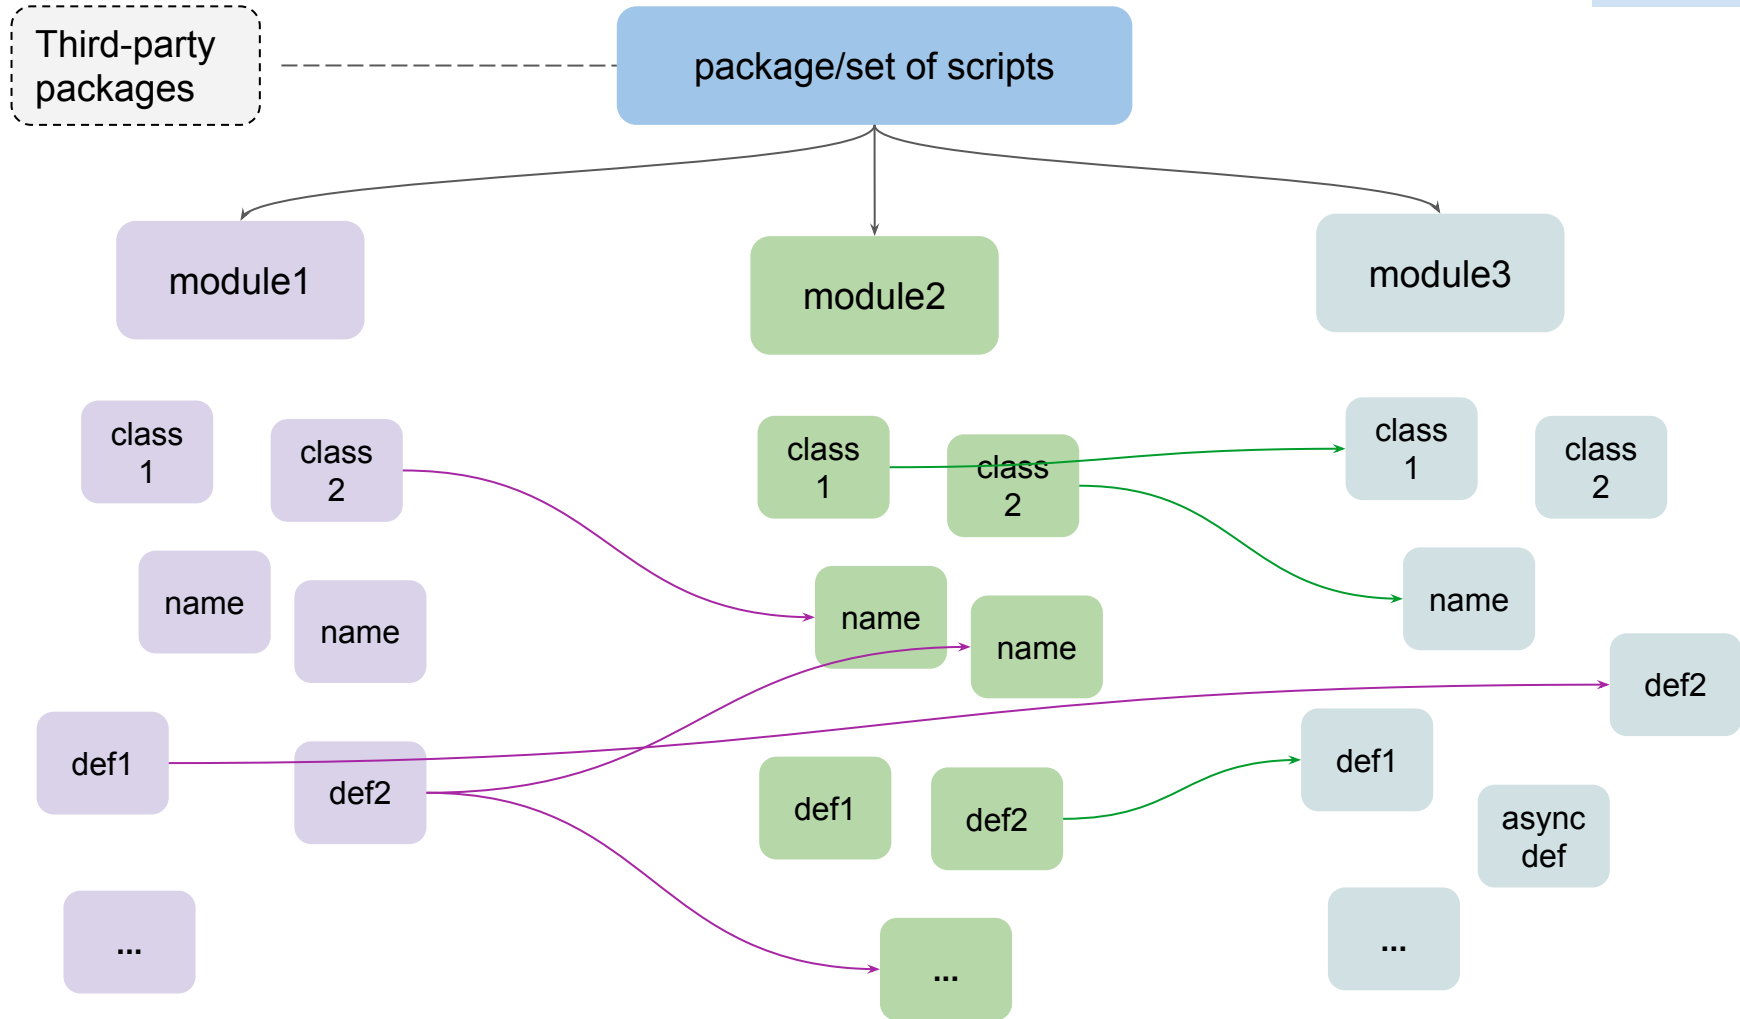 Third-party
packages
package/set of scripts
module1
module2
module3
class
1
class
2
name
name
def1
def2
...
class
1
class
2
name
name
def1
def2
...
class
1
class
2
name
def2
def1
async
def
...